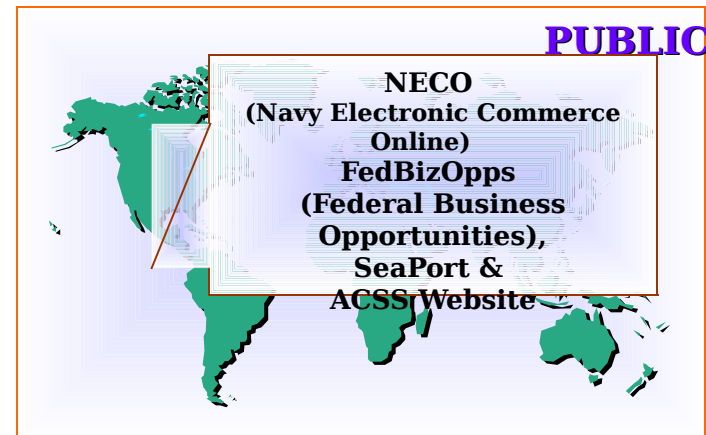 PUBLIC
NECO
(Navy Electronic Commerce
Online)
FedBizOpps
(Federal Business
Opportunities),
SeaPort &
ACSS Website